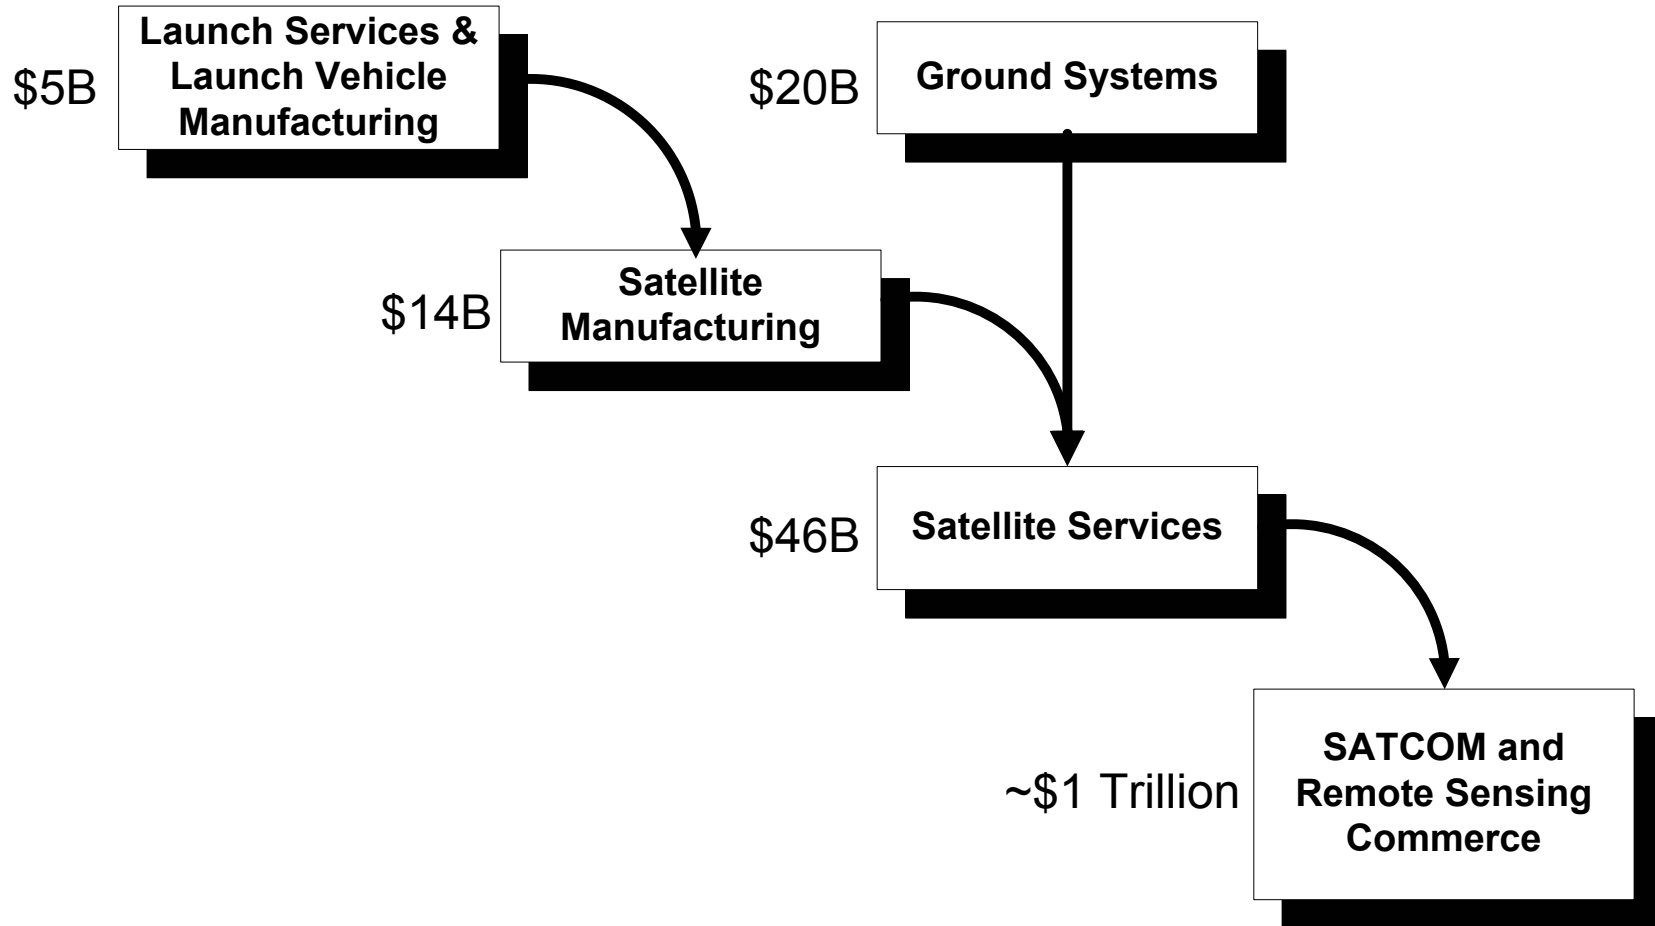 $5B
Launch Services &
Launch Vehicle
Manufacturing
$20B
Ground Systems
$14B
Satellite
Manufacturing
$46B
Satellite Services
~$1 Trillion
SATCOM and
Remote Sensing
Commerce